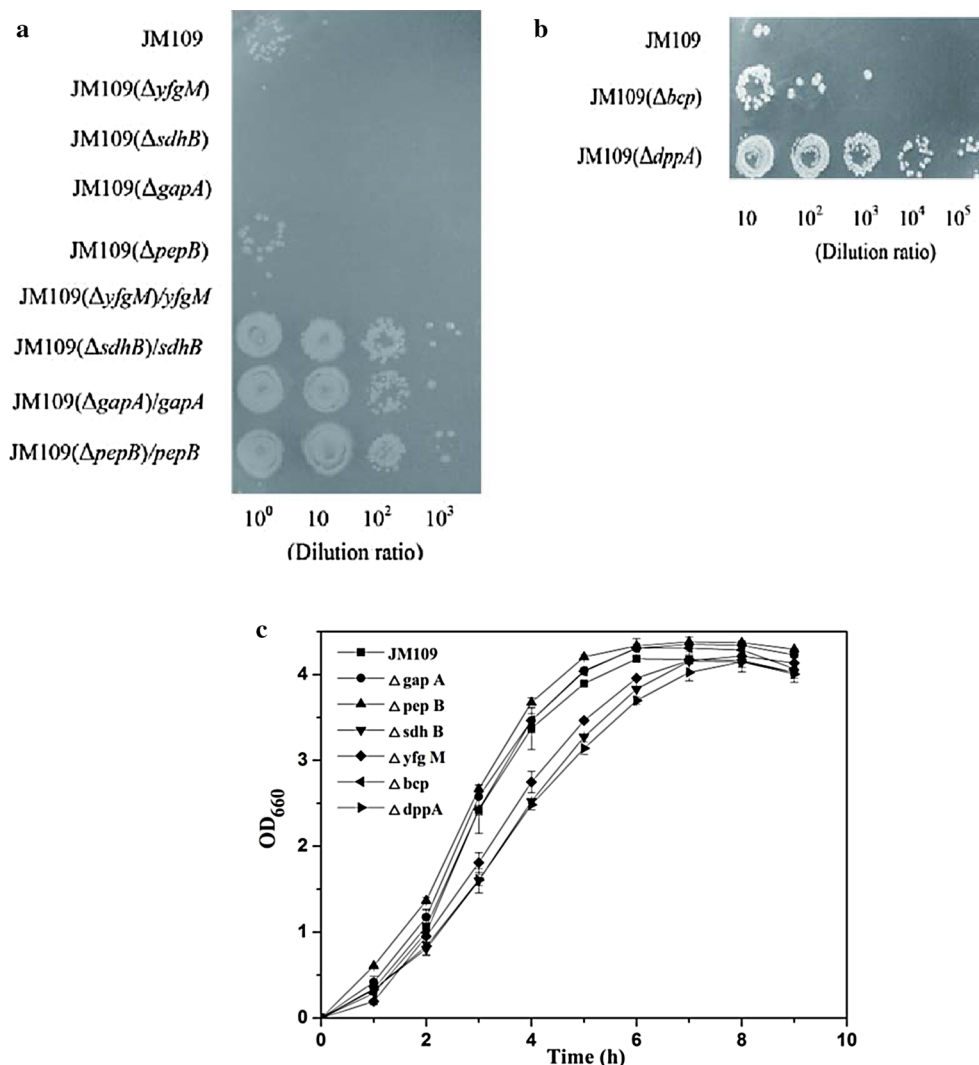 a
JM109
JM109(ΔyfgM)
JM109(ΔsdhB)
JM109(ΔgapA)
JM109(ΔpepB)
JM109(ΔyfgM)/yfgM
JM109(ΔsdhB)/sdhB
JM109(ΔgapA)/gapA
JM109(ΔpepB)/pepB
10⁰ 10 10² 10³
(Dilution ratio)
b
JM109
JM109(Δbcp)
JM109(ΔdppA)
10 10² 10³ 10⁴ 10⁵
(Dilution ratio)
c
JM109
Δ gap A
Δ pep B
Δ sdh B
Δ yfg M
Δ bcp
Δ dppA
OD₆₆₀
4
3
2
1
0
0 2 4 6 8 10
Time (h)